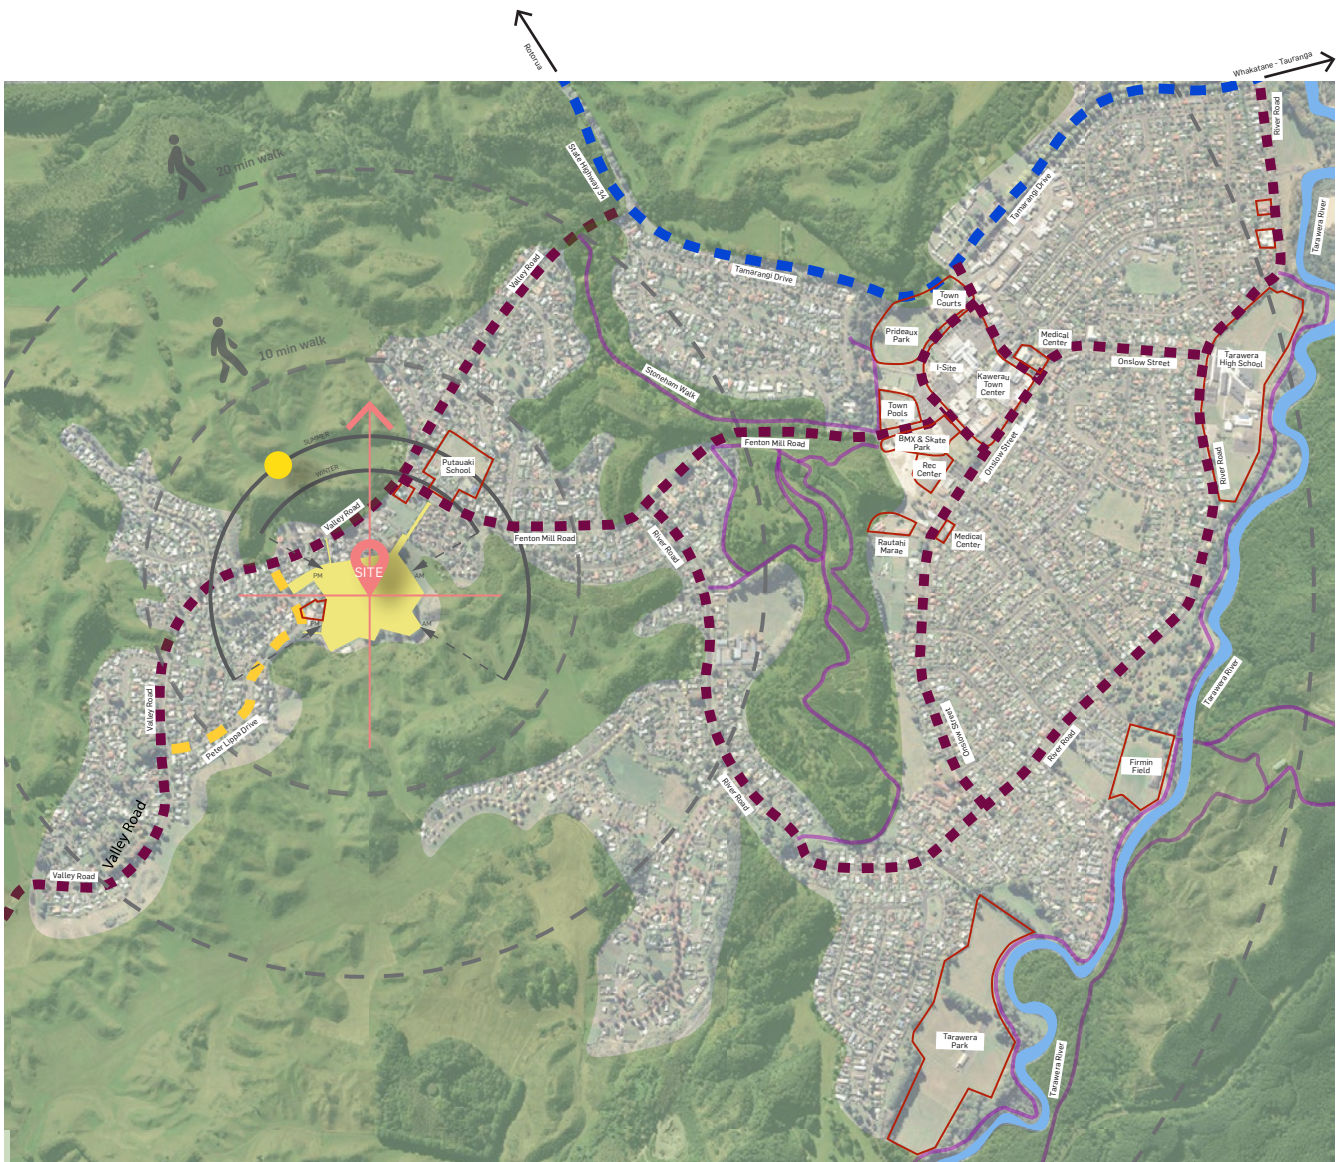 Rotorua
Whakatane - Tauranga
River Road
State Highway 34
20 min walk
Tamarangi Drive
Tarawera River
Valley Road
Tamarangi Drive
Town
Courts
Prideaux
Park
Medical
Center
10 min walk
Onslow Street
Tarawera
High School
I-Site
Kawerau
Town
Center
Stoneham Walk
Town
Pools
SUMMER
Fenton Mill Road
BMX & Skate
Park
Onslow Street
WINTER
Putauaki
School
Rec
Center
River Road
Valley Road
Fenton Mill Road
River Road
Rautahi
Marae
Medical
Center
SITE
PM
AM
PM
AM
Tarawera River
Valley Road
Peter Lippa Drive
Onslow Street
River Road
Firmin
Field
River Road
Valley Road
Valley Road
Tarawera
Park
Tarawera River